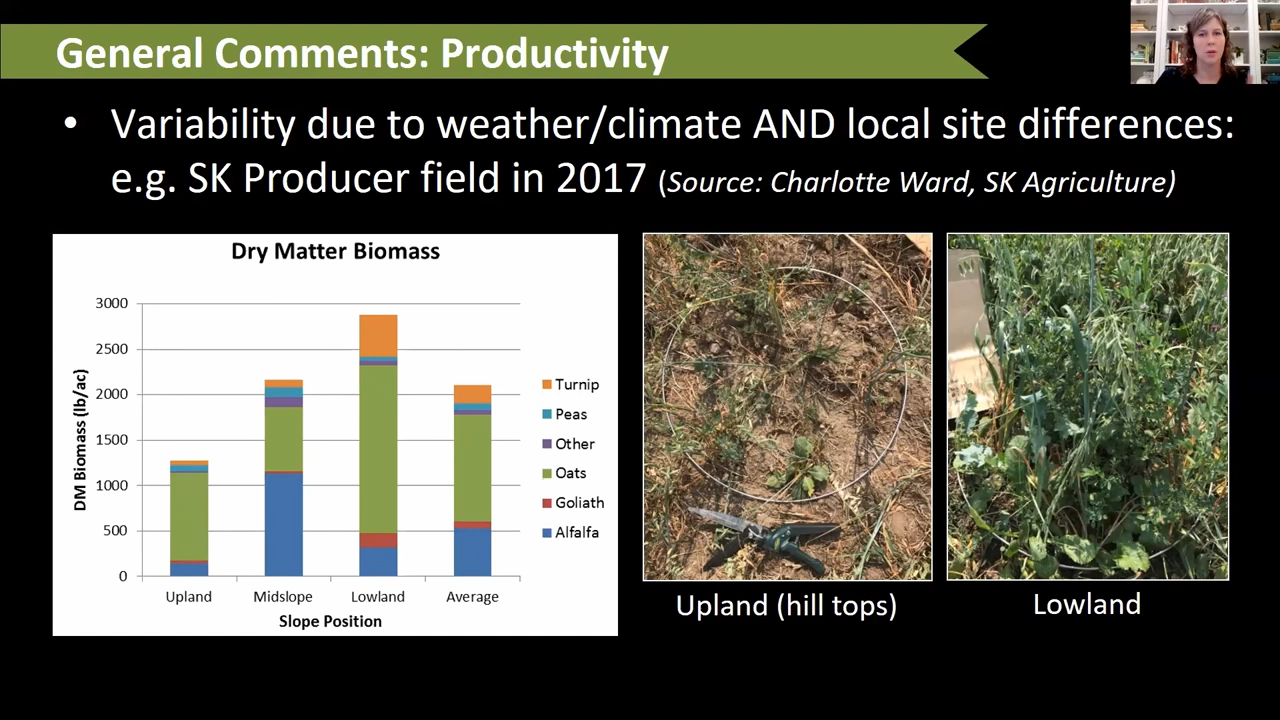 General Comments: Productivity
• Variability due to weather/climate AND local site differences:
e.g. SK Producer field in 2017 (Source: Charlotte Ward, SK Agriculture)
Dry Matter Biomass
DM Biomass (lb/ac)
3000
2500
2000
1500
1000
500
0
Upland Midslope Lowland Average
Slope Position
Turnip
Peas
Other
Oats
Goliath
Alfalfa
Upland (hill tops)
Lowland